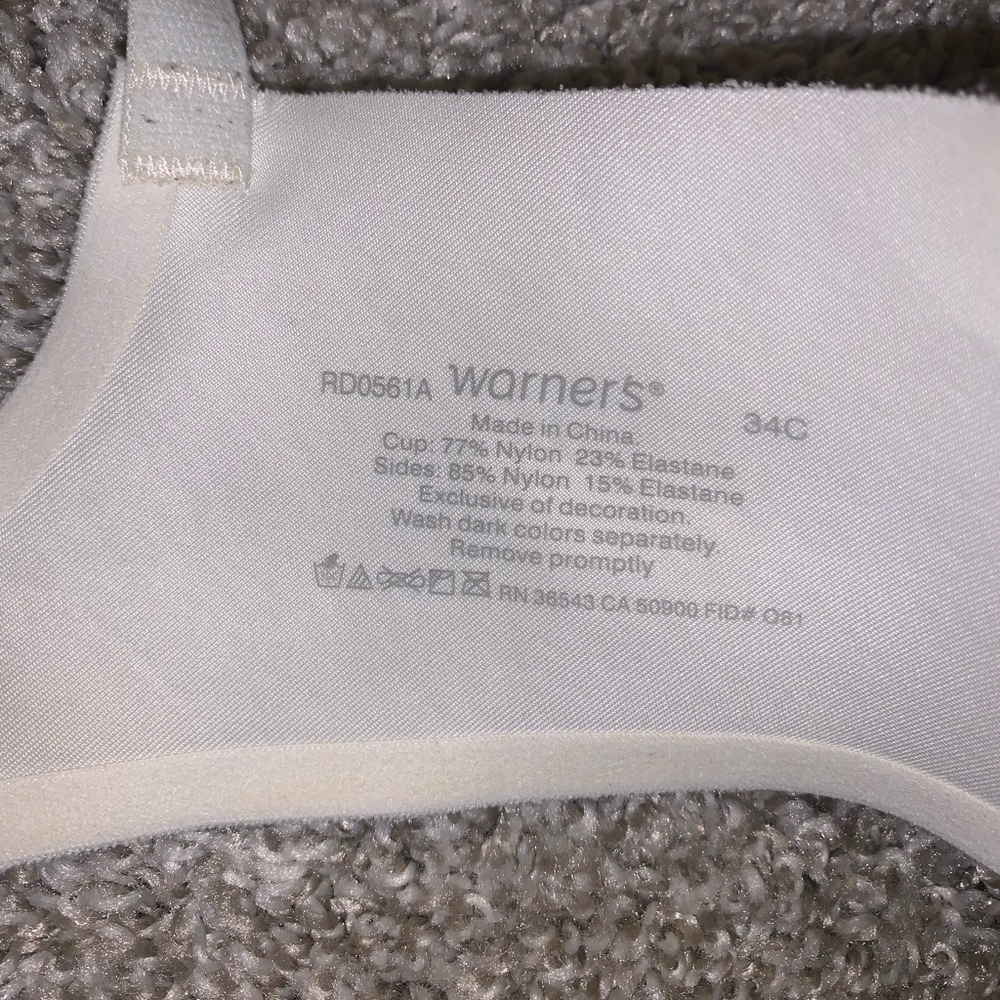 RD0561A warner's® 34C
Made in China
Cup: 77% Nylon 23% Elastane
Sides: 85% Nylon 15% Elastane
Exclusive of decoration.
Wash dark colors separately.
Remove promptly
RN 36543 CA 50900 FID# O81